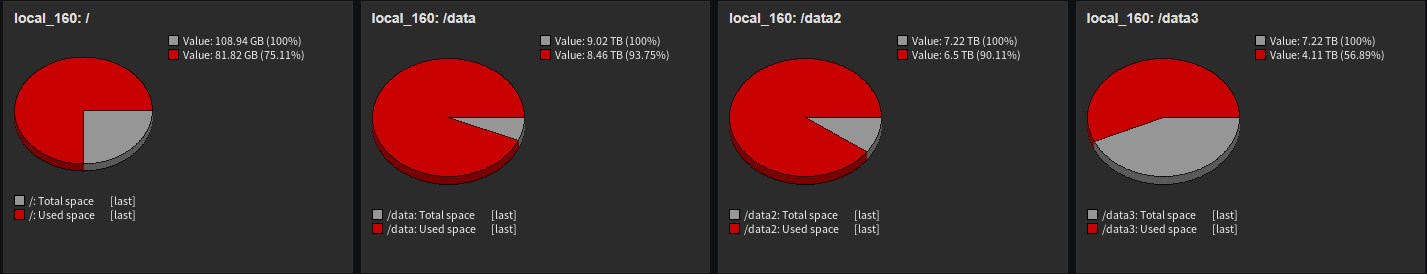 local_160: /
Value: 108.94 GB (100%)
Value: 81.82 GB (75.11%)
/: Total space [last]
/: Used space [last]
local_160: /data
Value: 9.02 TB (100%)
Value: 8.46 TB (93.75%)
/data: Total space [last]
/data: Used space [last]
local_160: /data2
Value: 7.22 TB (100%)
Value: 6.5 TB (90.11%)
/data2: Total space [last]
/data2: Used space [last]
local_160: /data3
Value: 7.22 TB (100%)
Value: 4.11 TB (56.89%)
/data3: Total space [last]
/data3: Used space [last]